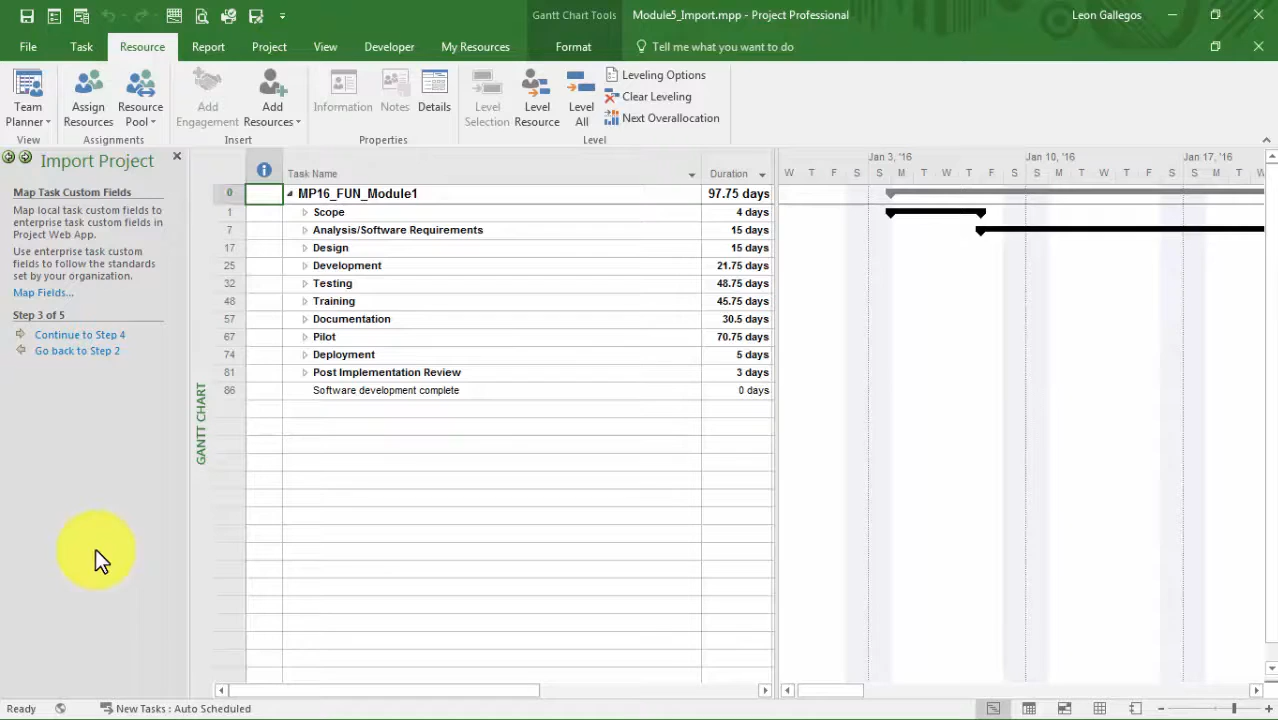 Gantt Chart Tools
Module5_Import.mpp - Project Professional
Leon Gallegos
File
Task
Resource
Report
Project
View
Developer
My Resources
Format
Tell me what you want to do
Team
Planner
Assign
Resources
Resource
Pool
Add
Engagement
Add
Resources
Information
Notes
Details
Level
Selection
Level
Resource
Level
All
Leveling Options
Clear Leveling
Next Overallocation
View
Assignments
Insert
Properties
Level
Import Project
Map Task Custom Fields
Map local task custom fields to
enterprise task custom fields in
Project Web App.
Use enterprise task custom
fields to follow the standards
set by your organization.
Map Fields...
Step 3 of 5
Continue to Step 4
Go back to Step 2
GANTT CHART
Task Name
Duration
0 MP16_FUN_Module1 97.75 days
1 Scope 4 days
7 Analysis/Software Requirements 15 days
17 Design 15 days
25 Development 21.75 days
32 Testing 48.75 days
48 Training 45.75 days
57 Documentation 30.5 days
67 Pilot 70.75 days
74 Deployment 5 days
81 Post Implementation Review 3 days
86 Software development complete 0 days
Jan 3, '16 Jan 10, '16 Jan 17, '16
W T F S S M T W T F S S M T W T F S S M T W
Ready
New Tasks : Auto Scheduled